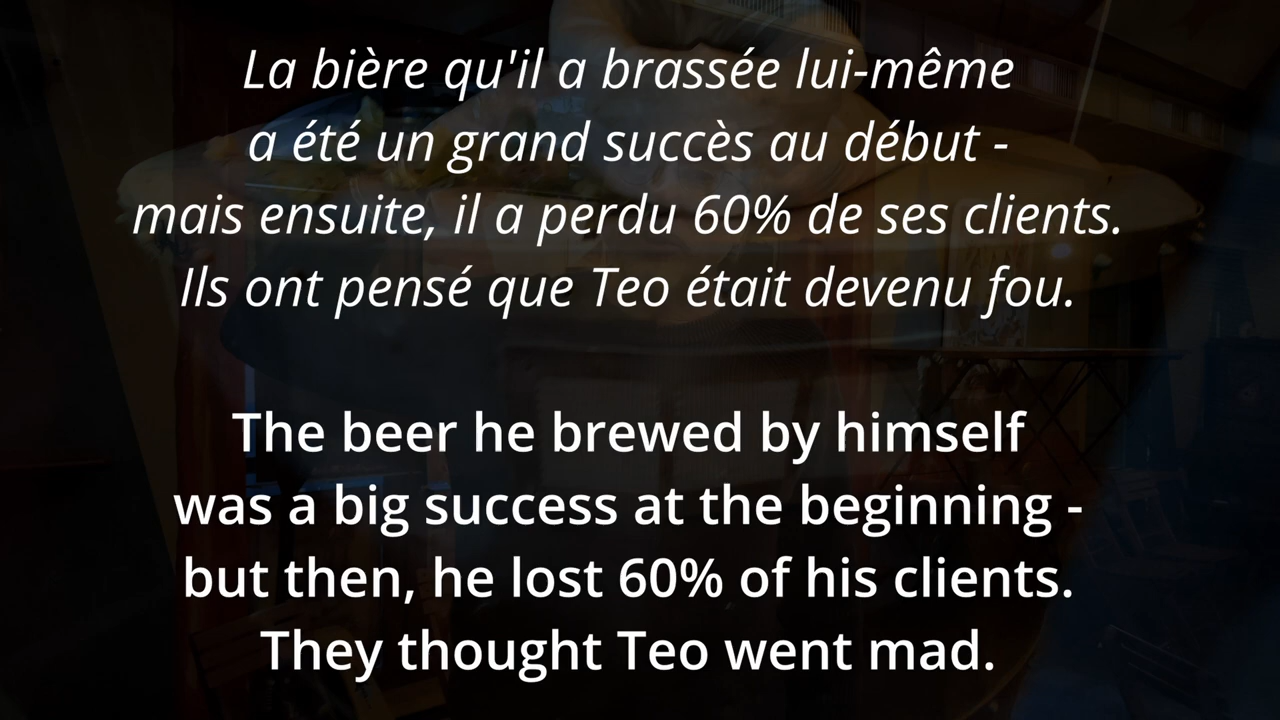 La bière qu'il a brassée lui-même
a été un grand succès au début -
mais ensuite, il a perdu 60% de ses clients.
Ils ont pensé que Teo était devenu fou.
The beer he brewed by himself
was a big success at the beginning -
but then, he lost 60% of his clients.
They thought Teo went mad.